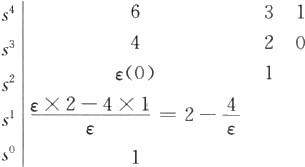 s⁴ 6 3 1
s³ 4 2 0
s² ε(0) 1
s¹ (ε×2−4×1)/ε = 2−4/ε
s⁰ 1